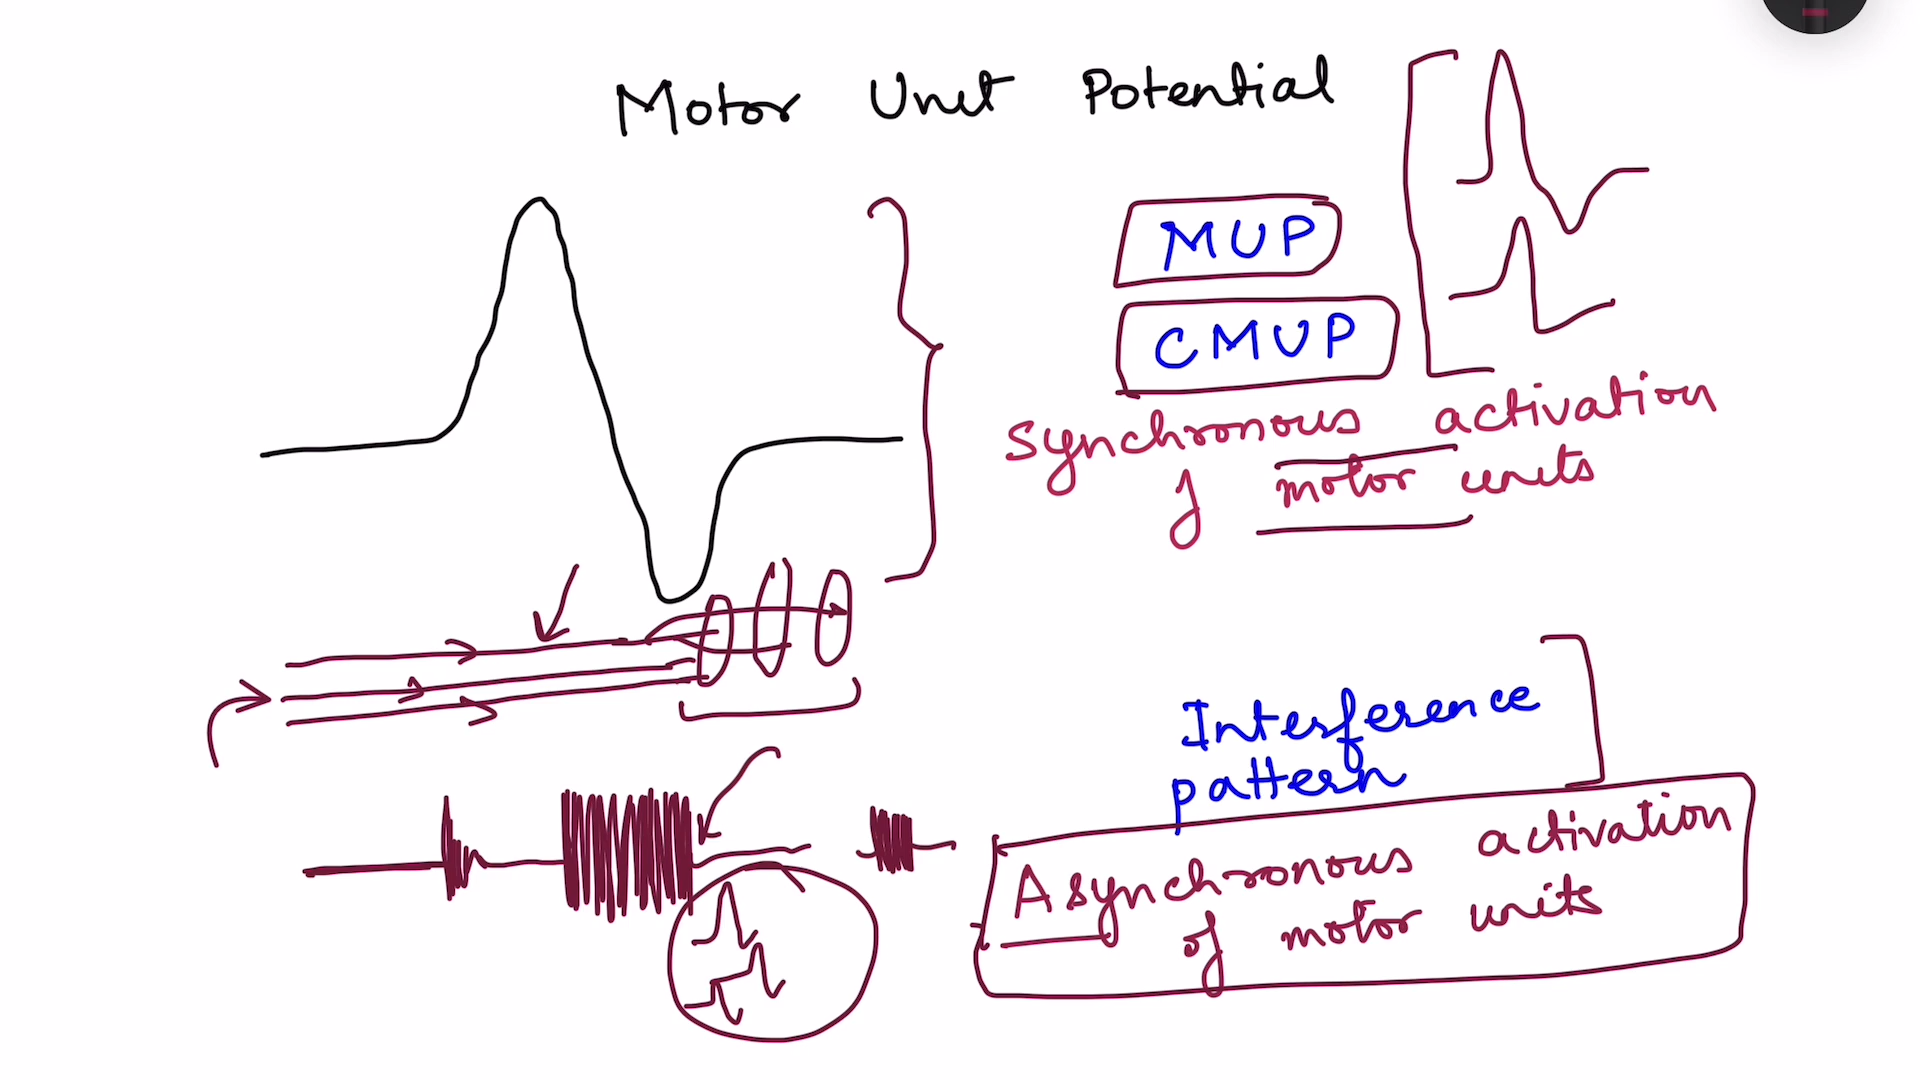 Motor Unit Potential
MUP
CMUP
Synchronous activation
of motor units
Interference
pattern
Asynchronous activation
of motor units